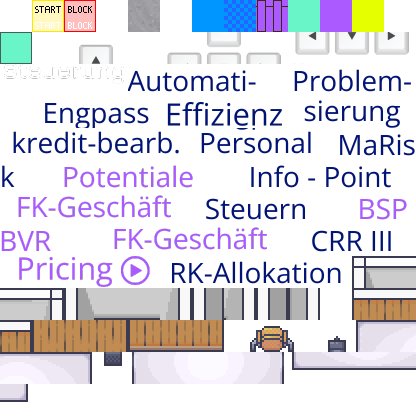 START BLOCK
START BLOCK
Steuerung
Automati- Problem-
Engpass Effizienz sierung
kredit-bearb. Personal MaRis
k Potentiale Info - Point
FK-Geschäft Steuern BSP
BVR FK-Geschäft CRR III
Pricing RK-Allokation